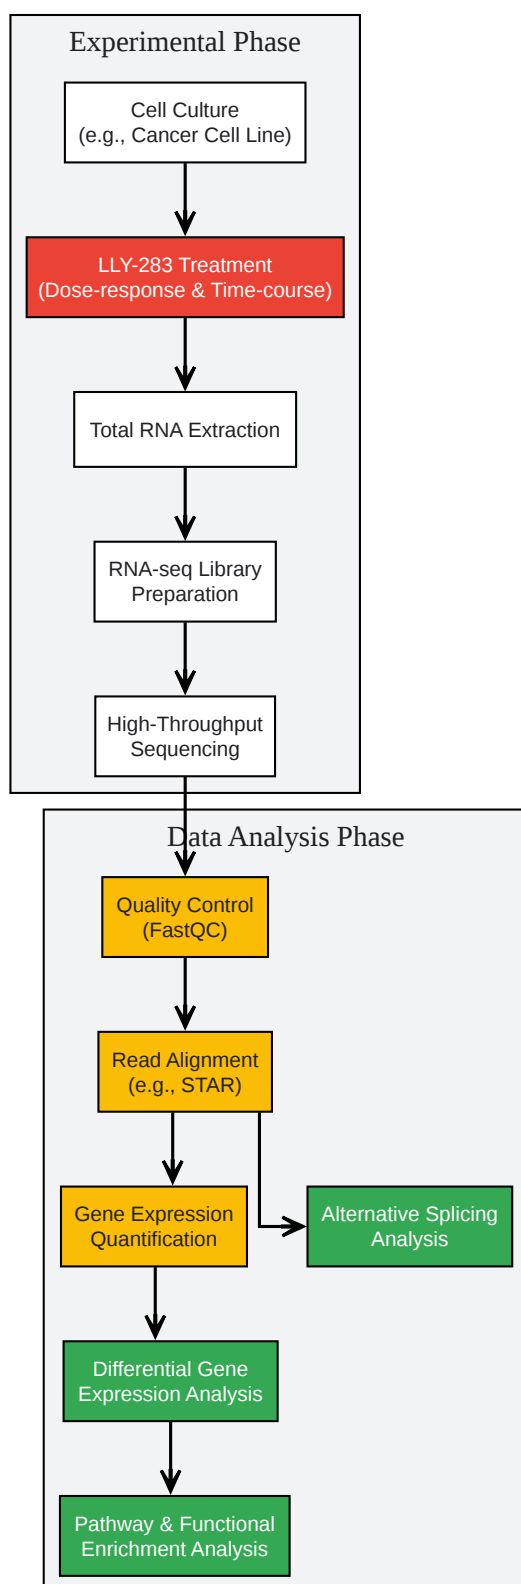 Experimental Phase
Cell Culture
(e.g., Cancer Cell Line)
LLY-283 Treatment
(Dose-response & Time-course)
Total RNA Extraction
RNA-seq Library
Preparation
High-Throughput
Sequencing
Data Analysis Phase
Quality Control
(FastQC)
Read Alignment
(e.g., STAR)
Gene Expression
Quantification
Alternative Splicing
Analysis
Differential Gene
Expression Analysis
Pathway & Functional
Enrichment Analysis